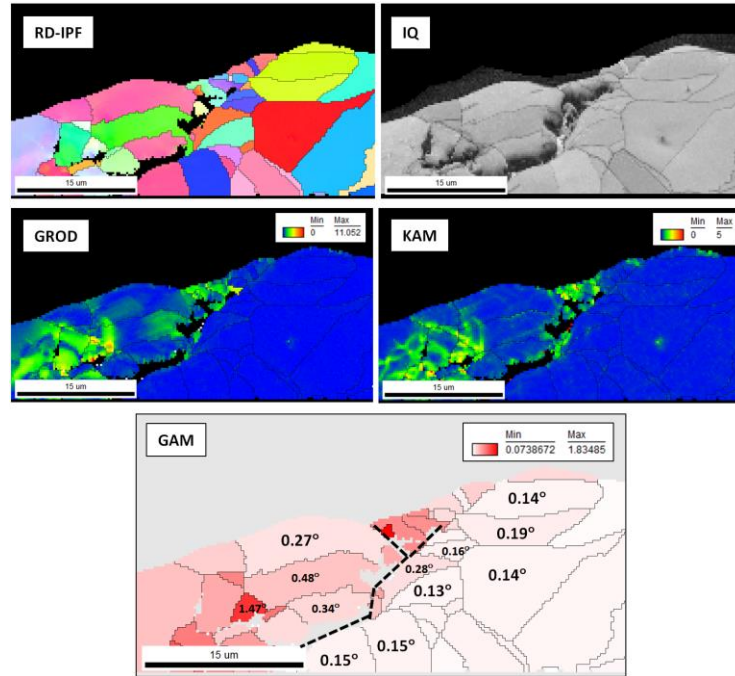 RD-IPF
15 um
IQ
15 um
GROD
Min Max
0 11.052
15 um
KAM
Min Max
0 5
15 um
GAM
Min Max
0.0738672 1.83485
0.14°
0.27°
0.19°
0.16°
0.48°
0.28°
0.14°
0.13°
1.47°
0.34°
0.15°
0.15°
15 um